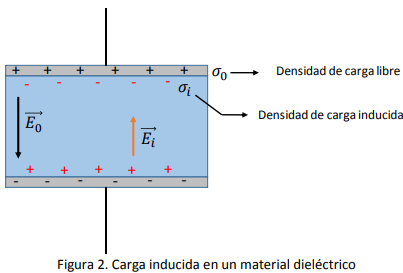 + + + + + +
σ₀
Densidad de carga libre
- - - - - -
σᵢ
Densidad de carga inducida
E₀→
Eᵢ→
+ + + + +
- - - - - -
Figura 2. Carga inducida en un material dieléctrico